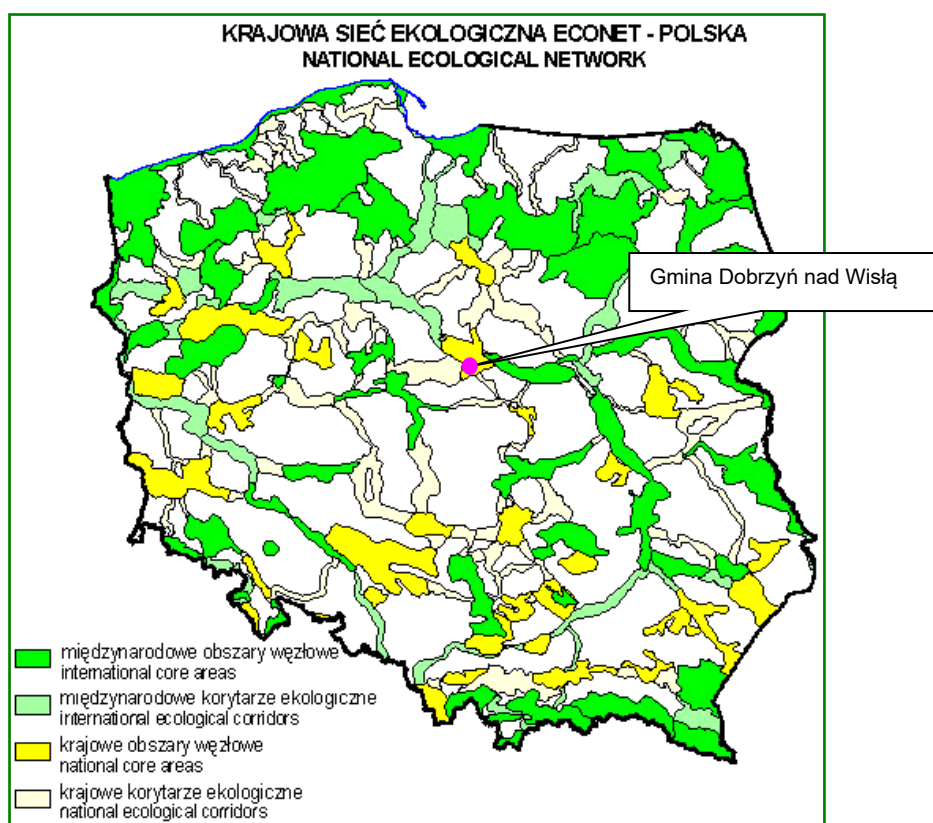 KRAJOWA SIEĆ EKOLOGICZNA ECONET - POLSKA
NATIONAL ECOLOGICAL NETWORK
Gmina Dobrzyń nad Wisłą
międzynarodowe obszary węzłowe
international core areas
międzynarodowe korytarze ekologiczne
international ecological corridors
krajowe obszary węzłowe
national core areas
krajowe korytarze ekologiczne
national ecological corridors